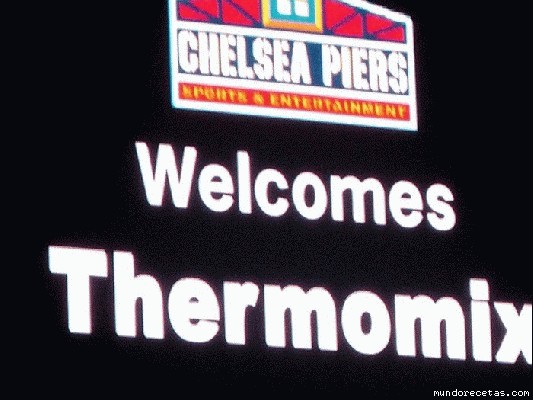 CHELSEA PIERS
SPORTS & ENTERTAINMENT
Welcomes
Thermomix
mundorecetas.com